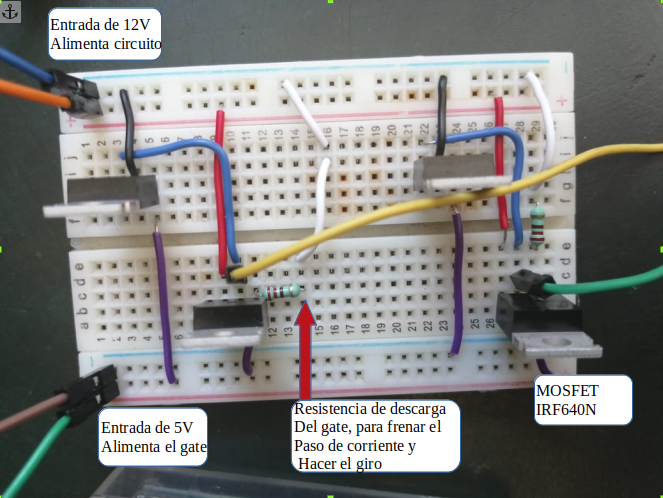 Entrada de 12V
Alimenta circuito
Entrada de 5V
Alimenta el gate
Resistencia de descarga
Del gate, para frenar el
Paso de corriente y
Hacer el giro
MOSFET
IRF640N